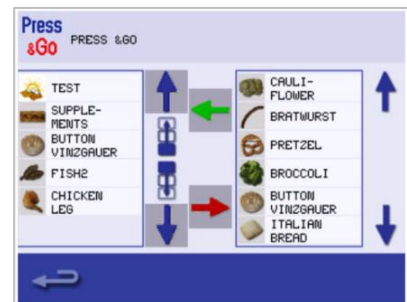 Press
&Go
PRESS &GO
TEST
SUPPLE-
MENTS
BUTTON
VINZGAUER
FISH2
CHICKEN
LEG
CAULI-
FLOWER
BRATWURST
PRETZEL
BROCCOLI
BUTTON
VINZGAUER
ITALIAN
BREAD